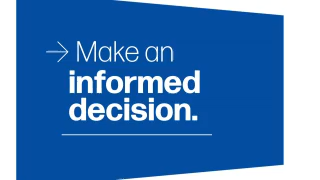 → Make an
informed
decision.